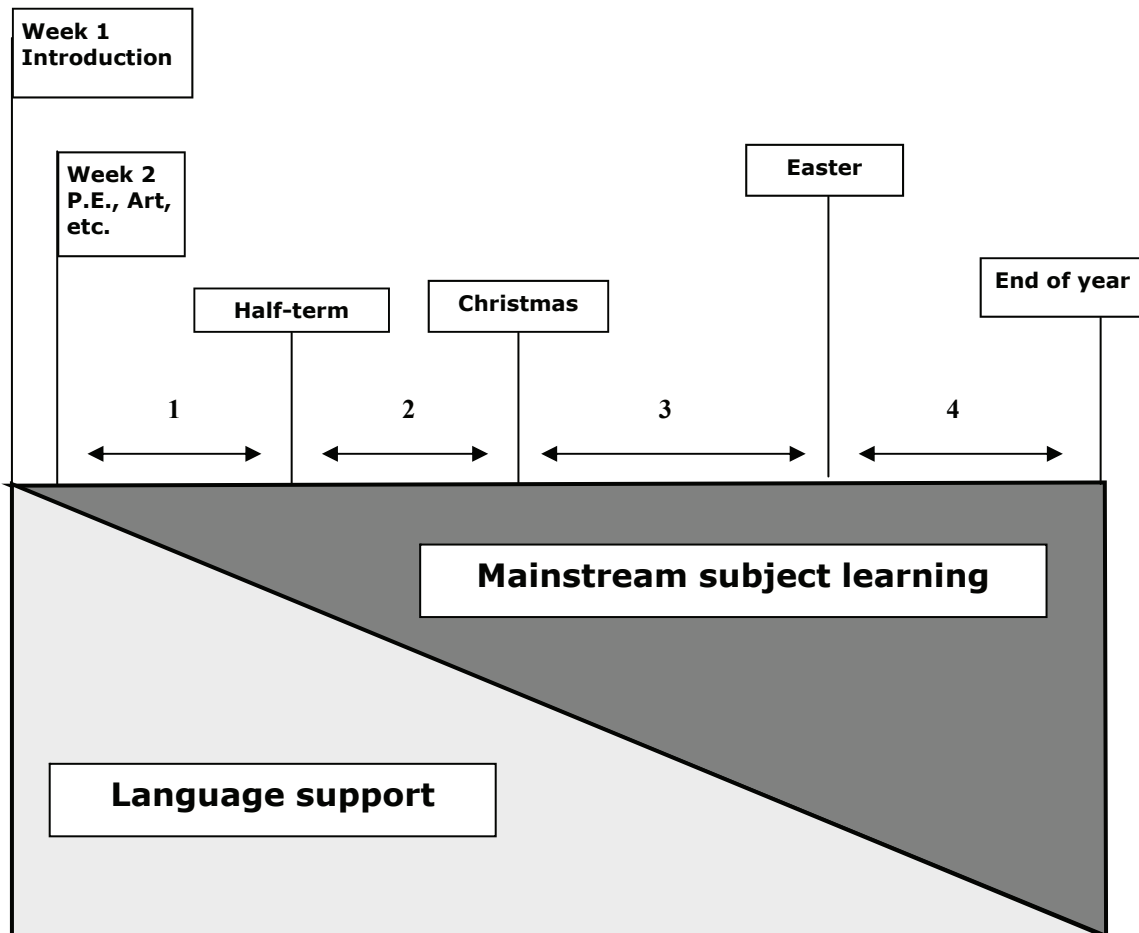 Week 1
Introduction
Week 2
P.E., Art,
etc.
Easter
End of year
Half-term
Christmas
1
2
3
4
Mainstream subject learning
Language support